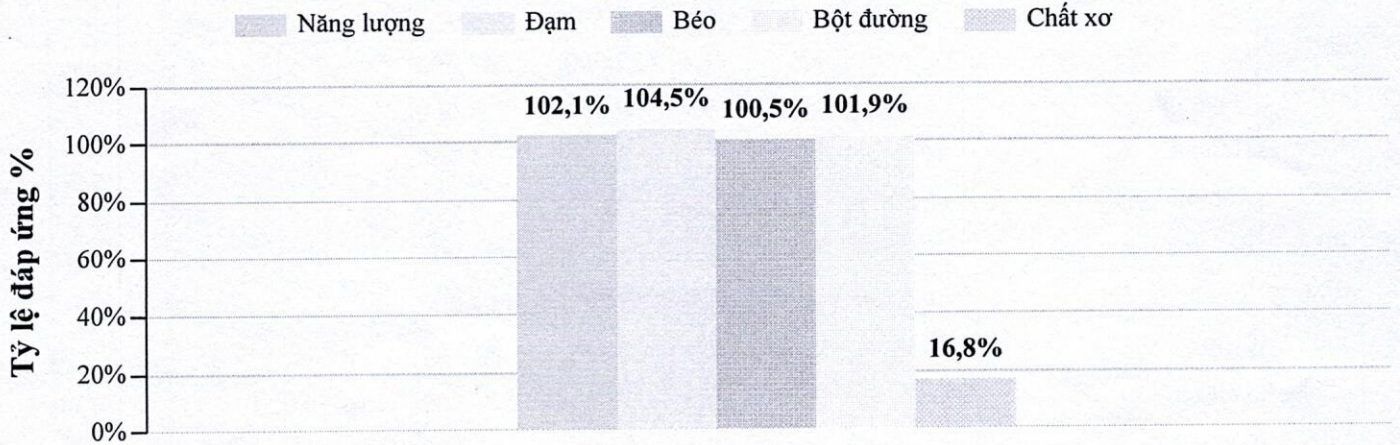 Năng lượng Đạm Béo Bột đường Chất xơ
Tỷ lệ đáp ứng %
120%
100%
80%
60%
40%
20%
0%
102,1% 104,5% 100,5% 101,9%
16,8%